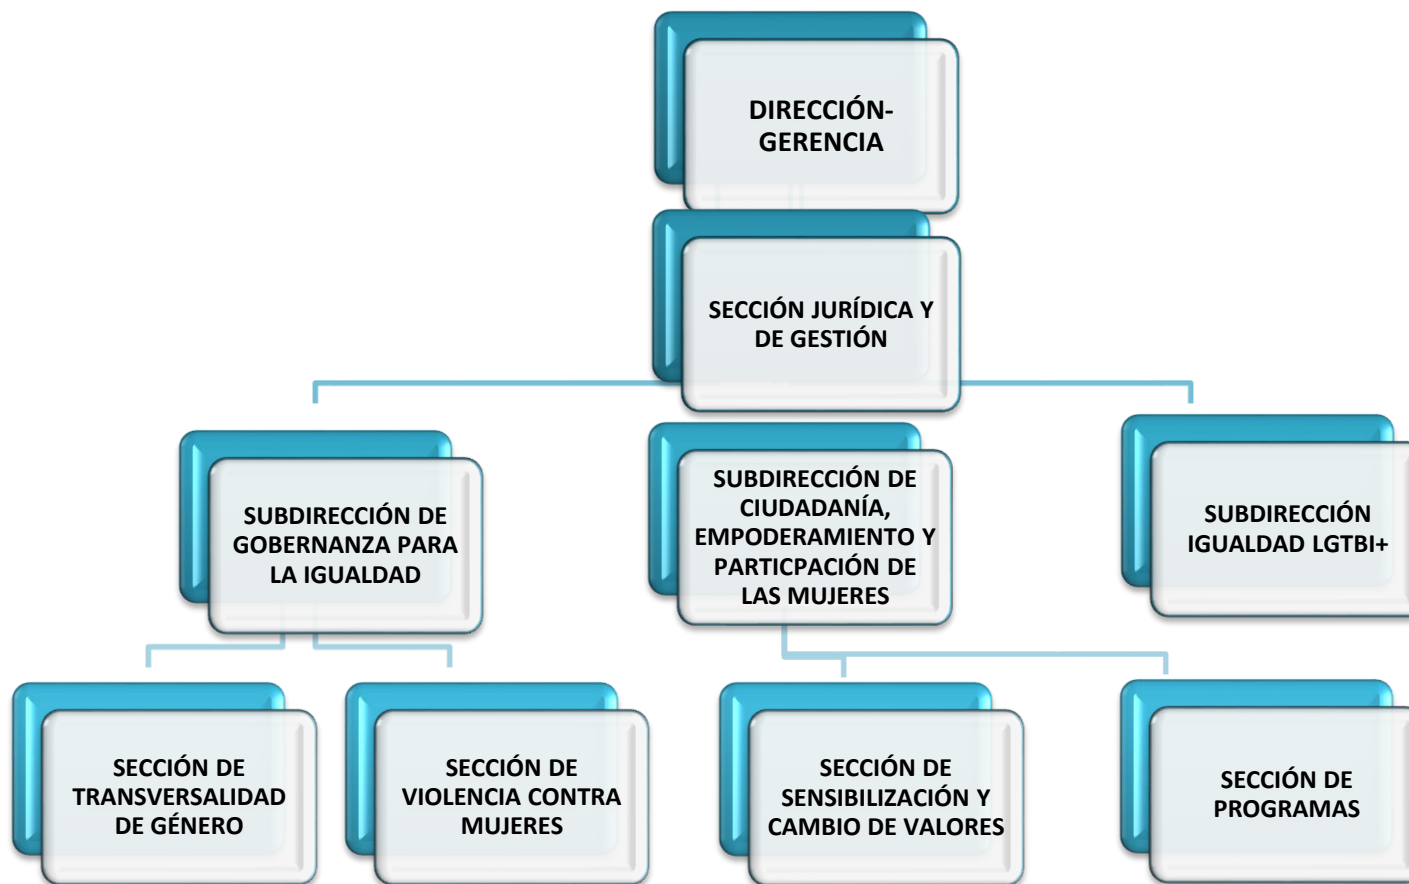 DIRECCIÓN-
GERENCIA
SECCIÓN JURÍDICA Y
DE GESTIÓN
SUBDIRECCIÓN DE
GOBERNANZA PARA
LA IGUALDAD
SUBDIRECCIÓN DE
CIUDADANÍA,
EMPODERAMIENTO Y
PARTICPACIÓN DE
LAS MUJERES
SUBDIRECCIÓN
IGUALDAD LGTBI+
SECCIÓN DE
TRANSVERSALIDAD
DE GÉNERO
SECCIÓN DE
VIOLENCIA CONTRA
MUJERES
SECCIÓN DE
SENSIBILIZACIÓN Y
CAMBIO DE VALORES
SECCIÓN DE
PROGRAMAS